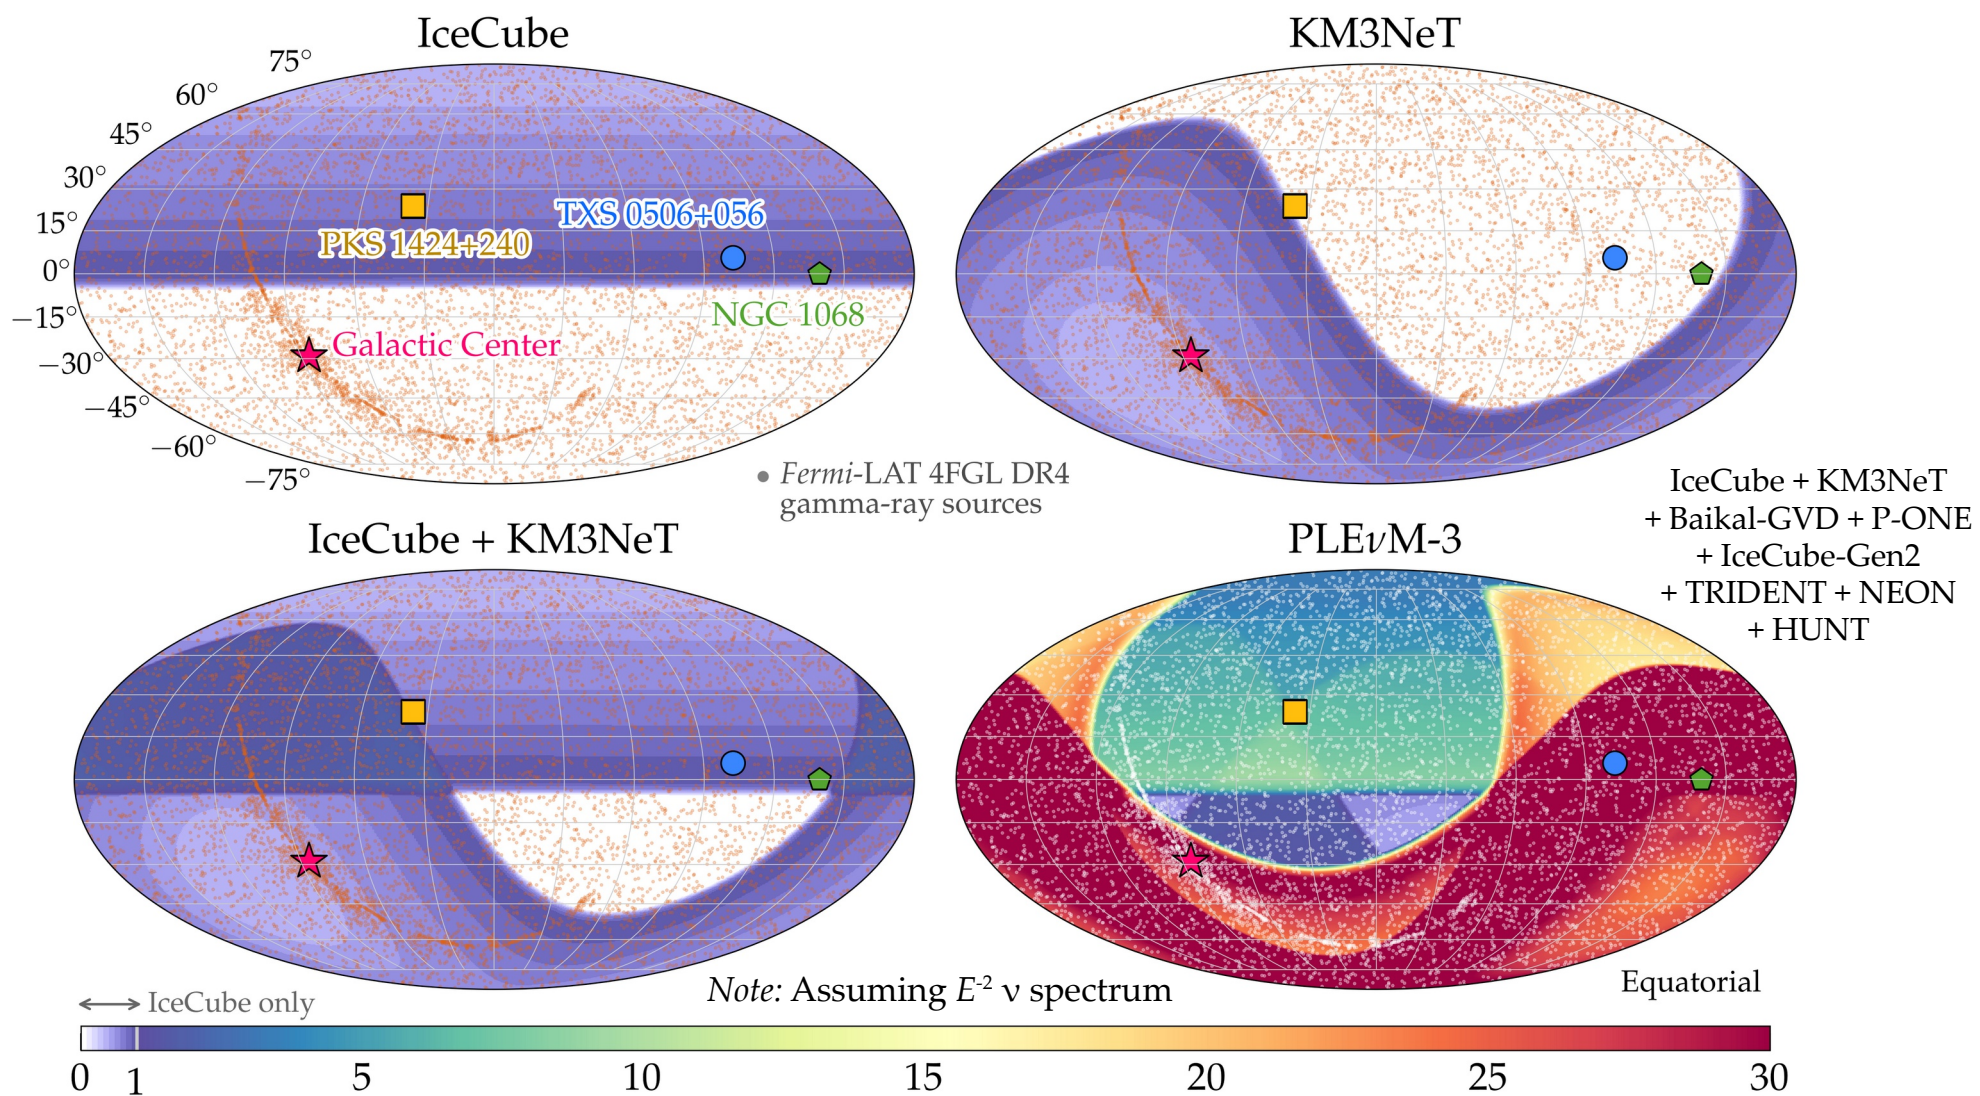 IceCube
KM3NeT
75°
60°
45°
30°
15°
0°
−15°
−30°
−45°
−60°
−75°
TXS 0506+056
PKS 1424+240
NGC 1068
Galactic Center
Fermi-LAT 4FGL DR4
gamma-ray sources
IceCube + KM3NeT
PLEνM-3
IceCube + KM3NeT
+ Baikal-GVD + P-ONE
+ IceCube-Gen2
+ TRIDENT + NEON
+ HUNT
IceCube only
Note: Assuming E⁻² ν spectrum
Equatorial
0 1 5 10 15 20 25 30